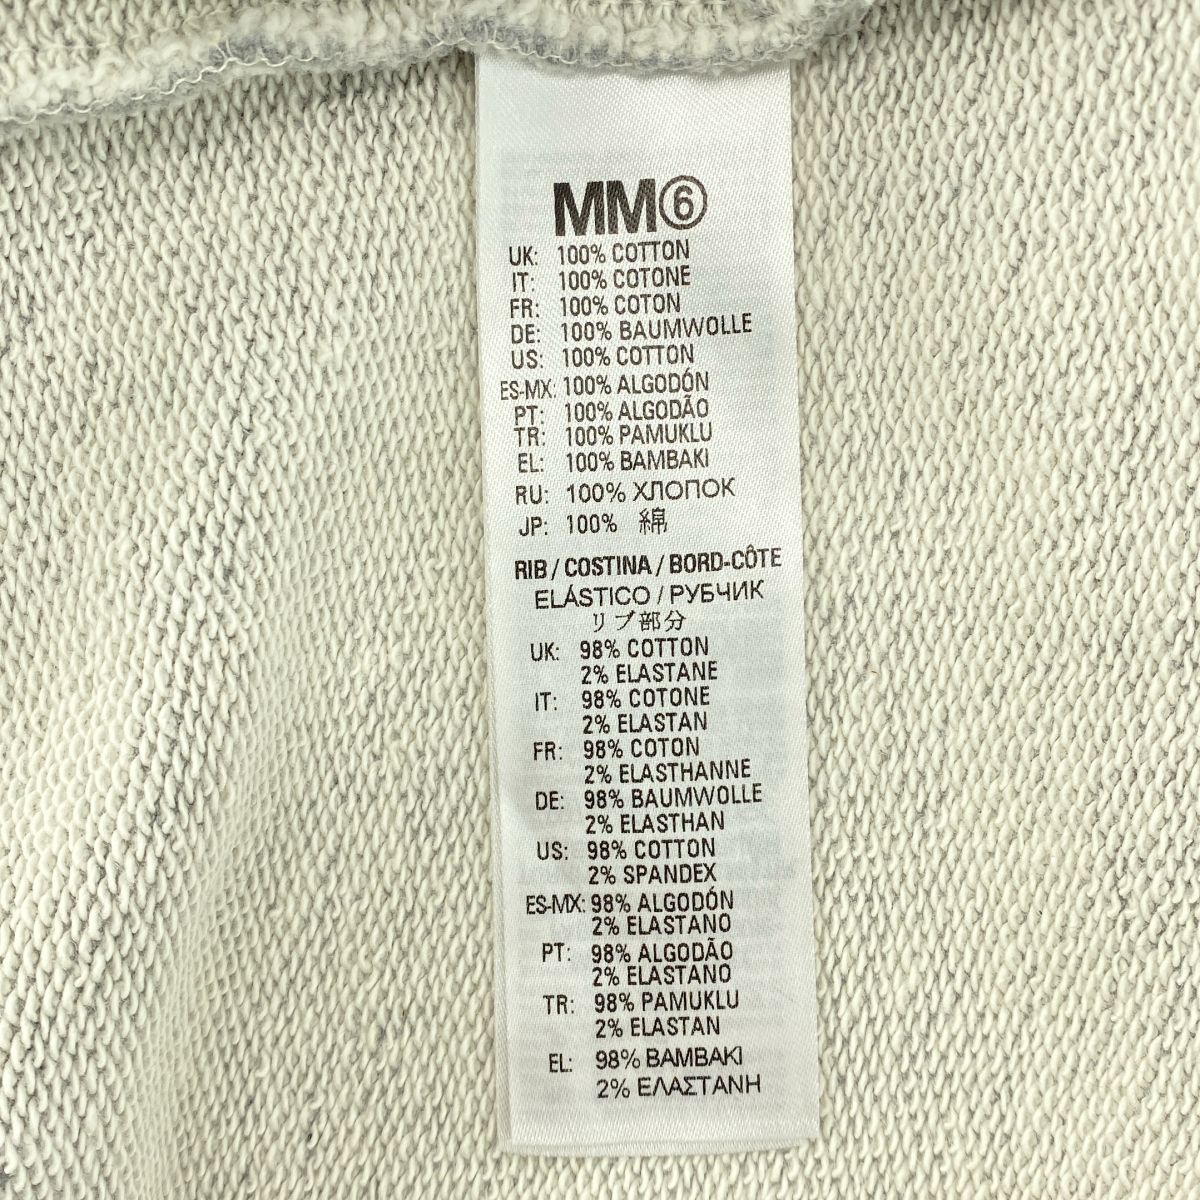 MM⑥
UK: 100% COTTON
IT: 100% COTONE
FR: 100% COTON
DE: 100% BAUMWOLLE
US: 100% COTTON
ES-MX: 100% ALGODÓN
PT: 100% ALGODÃO
TR: 100% PAMUKLU
EL: 100% BAMBAKI
RU: 100% ХЛОПОК
JP: 100% 綿
RIB / COSTINA / BORD-CÔTE
ELÁSTICO / РУБЧИК
リブ部分
UK: 98% COTTON
2% ELASTANE
IT: 98% COTONE
2% ELASTAN
FR: 98% COTON
2% ELASTHANNE
DE: 98% BAUMWOLLE
2% ELASTHAN
US: 98% COTTON
2% SPANDEX
ES-MX: 98% ALGODÓN
2% ELASTANO
PT: 98% ALGODÃO
2% ELASTANO
TR: 98% PAMUKLU
2% ELASTAN
EL: 98% ΒΑΜΒΑΚΙ
2% ΕΛΑΣΤΑΝΗ